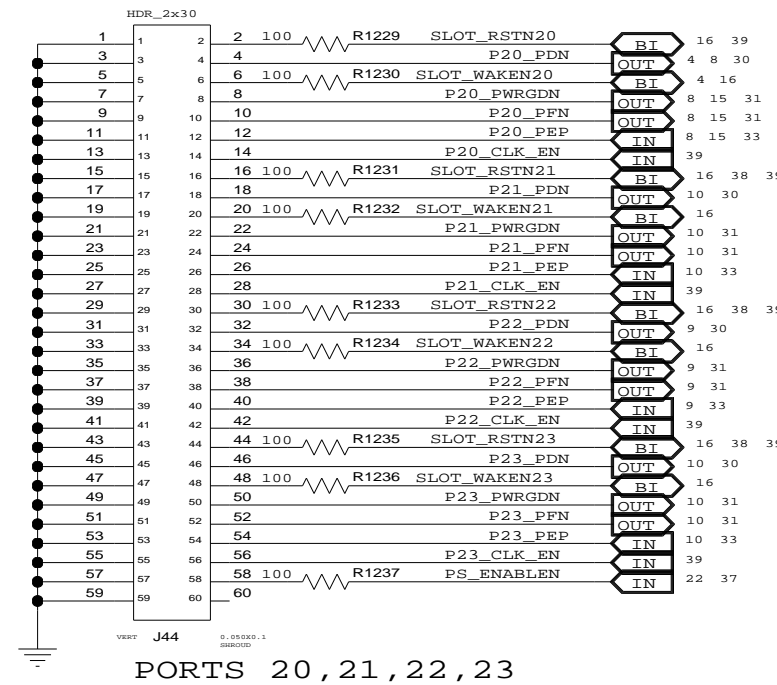 HDR_2x30
1 1 2 2 100 R1229 SLOT_RSTN20 BI 16 39
3 3 4 4 P20_PDN OUT 4 8 30
5 5 6 6 100 R1230 SLOT_WAKEN20 BI 4 16
7 7 8 8 P20_PWRGDN OUT 8 15 31
9 9 10 10 P20_PFN OUT 8 15 31
11 11 12 12 P20_PEP IN 8 15 33
13 13 14 14 P20_CLK_EN IN 39
15 15 16 16 100 R1231 SLOT_RSTN21 BI 16 38 39
17 17 18 18 P21_PDN OUT 10 30
19 19 20 20 100 R1232 SLOT_WAKEN21 BI 16
21 21 22 22 P21_PWRGDN OUT 10 31
23 23 24 24 P21_PFN OUT 10 31
25 25 26 26 P21_PEP IN 10 33
27 27 28 28 P21_CLK_EN IN 39
29 29 30 30 100 R1233 SLOT_RSTN22 BI 16 38 39
31 31 32 32 P22_PDN OUT 9 30
33 33 34 34 100 R1234 SLOT_WAKEN22 BI 16
35 35 36 36 P22_PWRGDN OUT 9 31
37 37 38 38 P22_PFN OUT 9 31
39 39 40 40 P22_PEP IN 9 33
41 41 42 42 P22_CLK_EN IN 39
43 43 44 44 100 R1235 SLOT_RSTN23 BI 16 38 39
45 45 46 46 P23_PDN OUT 10 30
47 47 48 48 100 R1236 SLOT_WAKEN23 BI 16
49 49 50 50 P23_PWRGDN OUT 10 31
51 51 52 52 P23_PFN OUT 10 31
53 53 54 54 P23_PEP IN 10 33
55 55 56 56 P23_CLK_EN IN 39
57 57 58 58 100 R1237 PS_ENABLEN IN 22 37
59 59 60 60
VERT J44 0.050X0.1
SHROUD
PORTS 20,21,22,23